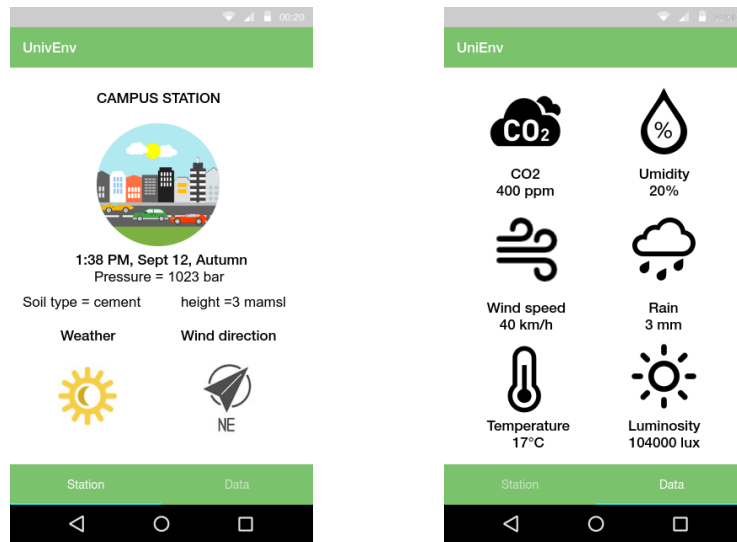 00:20
UnivEnv
CAMPUS STATION
1:38 PM, Sept 12, Autumn
Pressure = 1023 bar
Soil type = cement height =3 mamsl
Weather Wind direction
NE
Station Data
UniEnv
CO2 %
CO2 Umidity
400 ppm 20%
Wind speed Rain
40 km/h 3 mm
Temperature Luminosity
17°C 104000 lux
Station Data